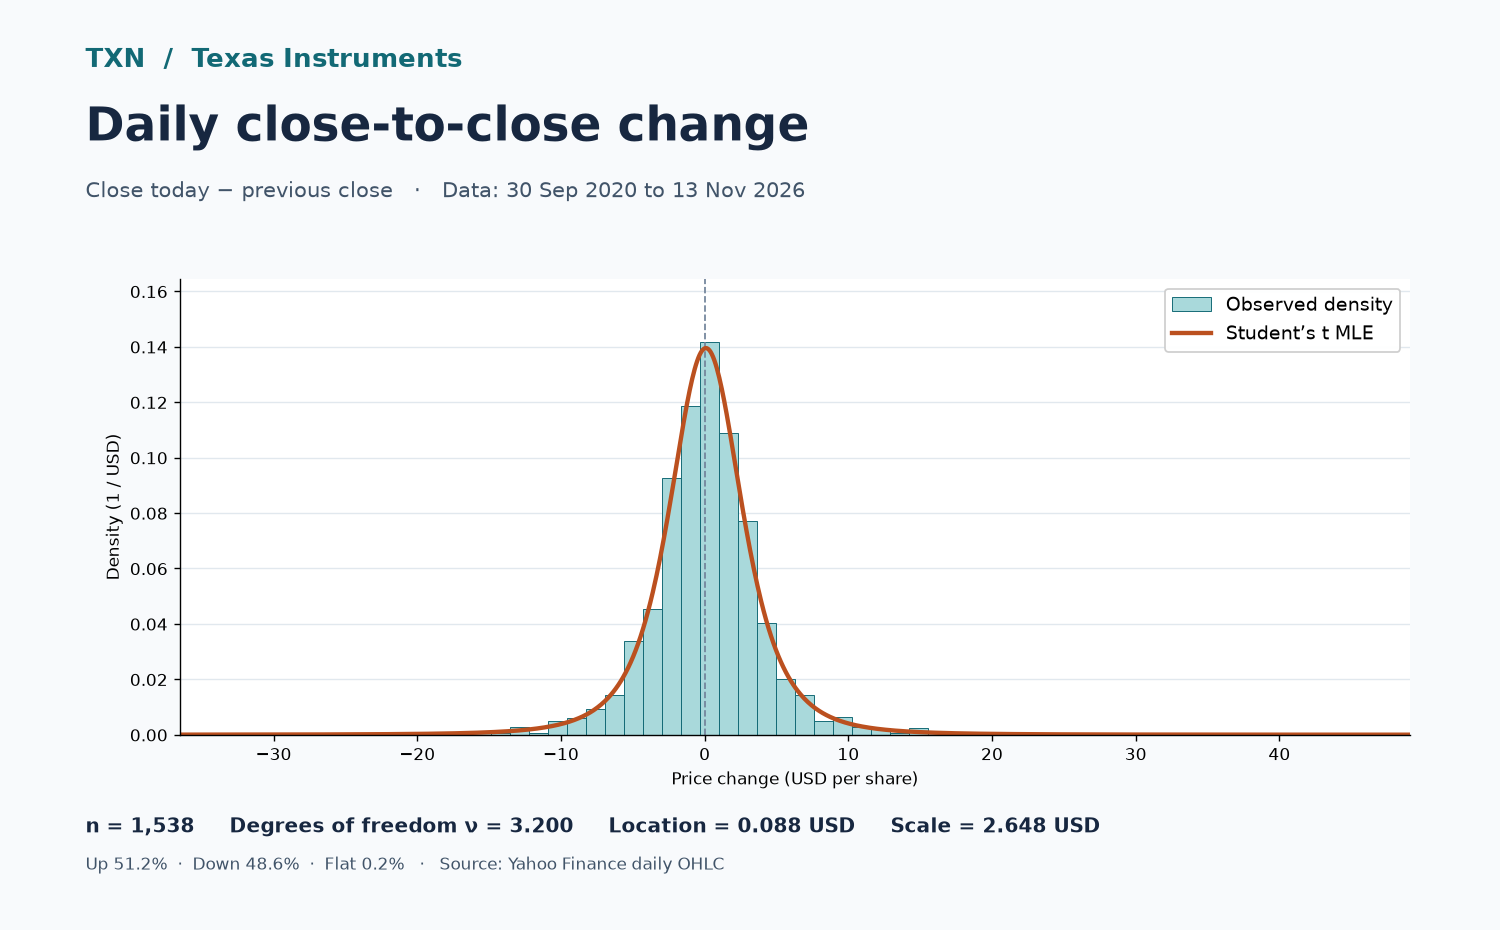 TXN / Texas Instruments
Daily close-to-close change
Close today − previous close · Data: 30 Sep 2020 to 13 Nov 2026
0.16
0.14
0.12
0.10
0.08
0.06
0.04
0.02
0.00
Density (1 / USD)
Observed density
Student’s t MLE
−30 −20 −10 0 10 20 30 40
Price change (USD per share)
n = 1,538 Degrees of freedom ν = 3.200 Location = 0.088 USD Scale = 2.648 USD
Up 51.2% · Down 48.6% · Flat 0.2% · Source: Yahoo Finance daily OHLC